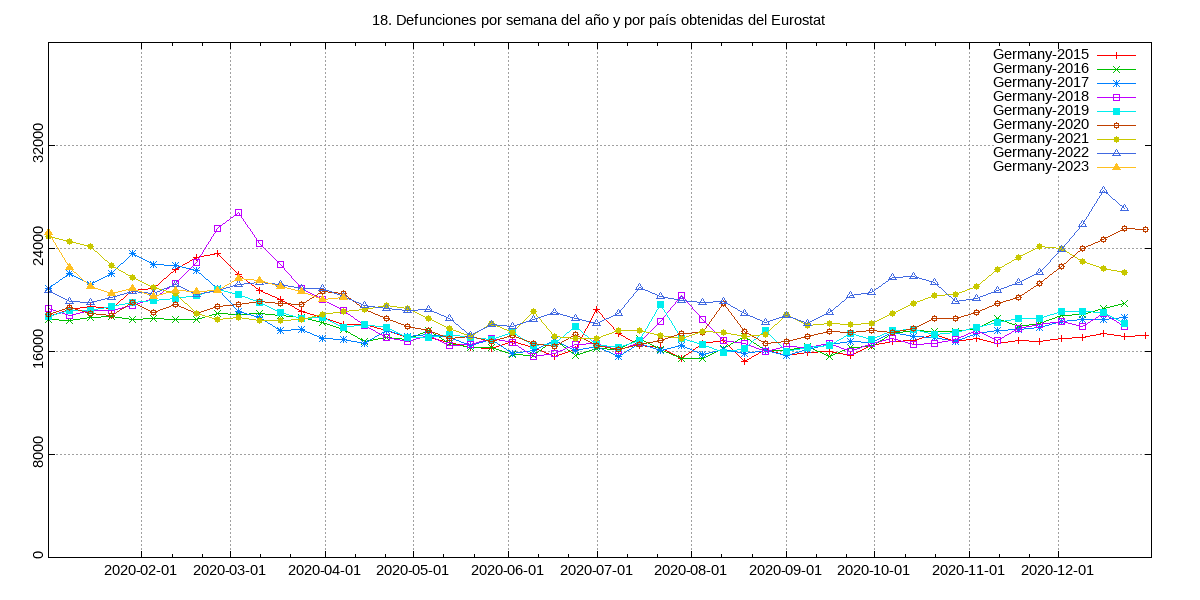 18. Defunciones por semana del año y por país obtenidas del Eurostat
Germany-2015
Germany-2016
Germany-2017
Germany-2018
Germany-2019
Germany-2020
Germany-2021
Germany-2022
Germany-2023
32000
24000
16000
8000
0
2020-02-01 2020-03-01 2020-04-01 2020-05-01 2020-06-01 2020-07-01 2020-08-01 2020-09-01 2020-10-01 2020-11-01 2020-12-01